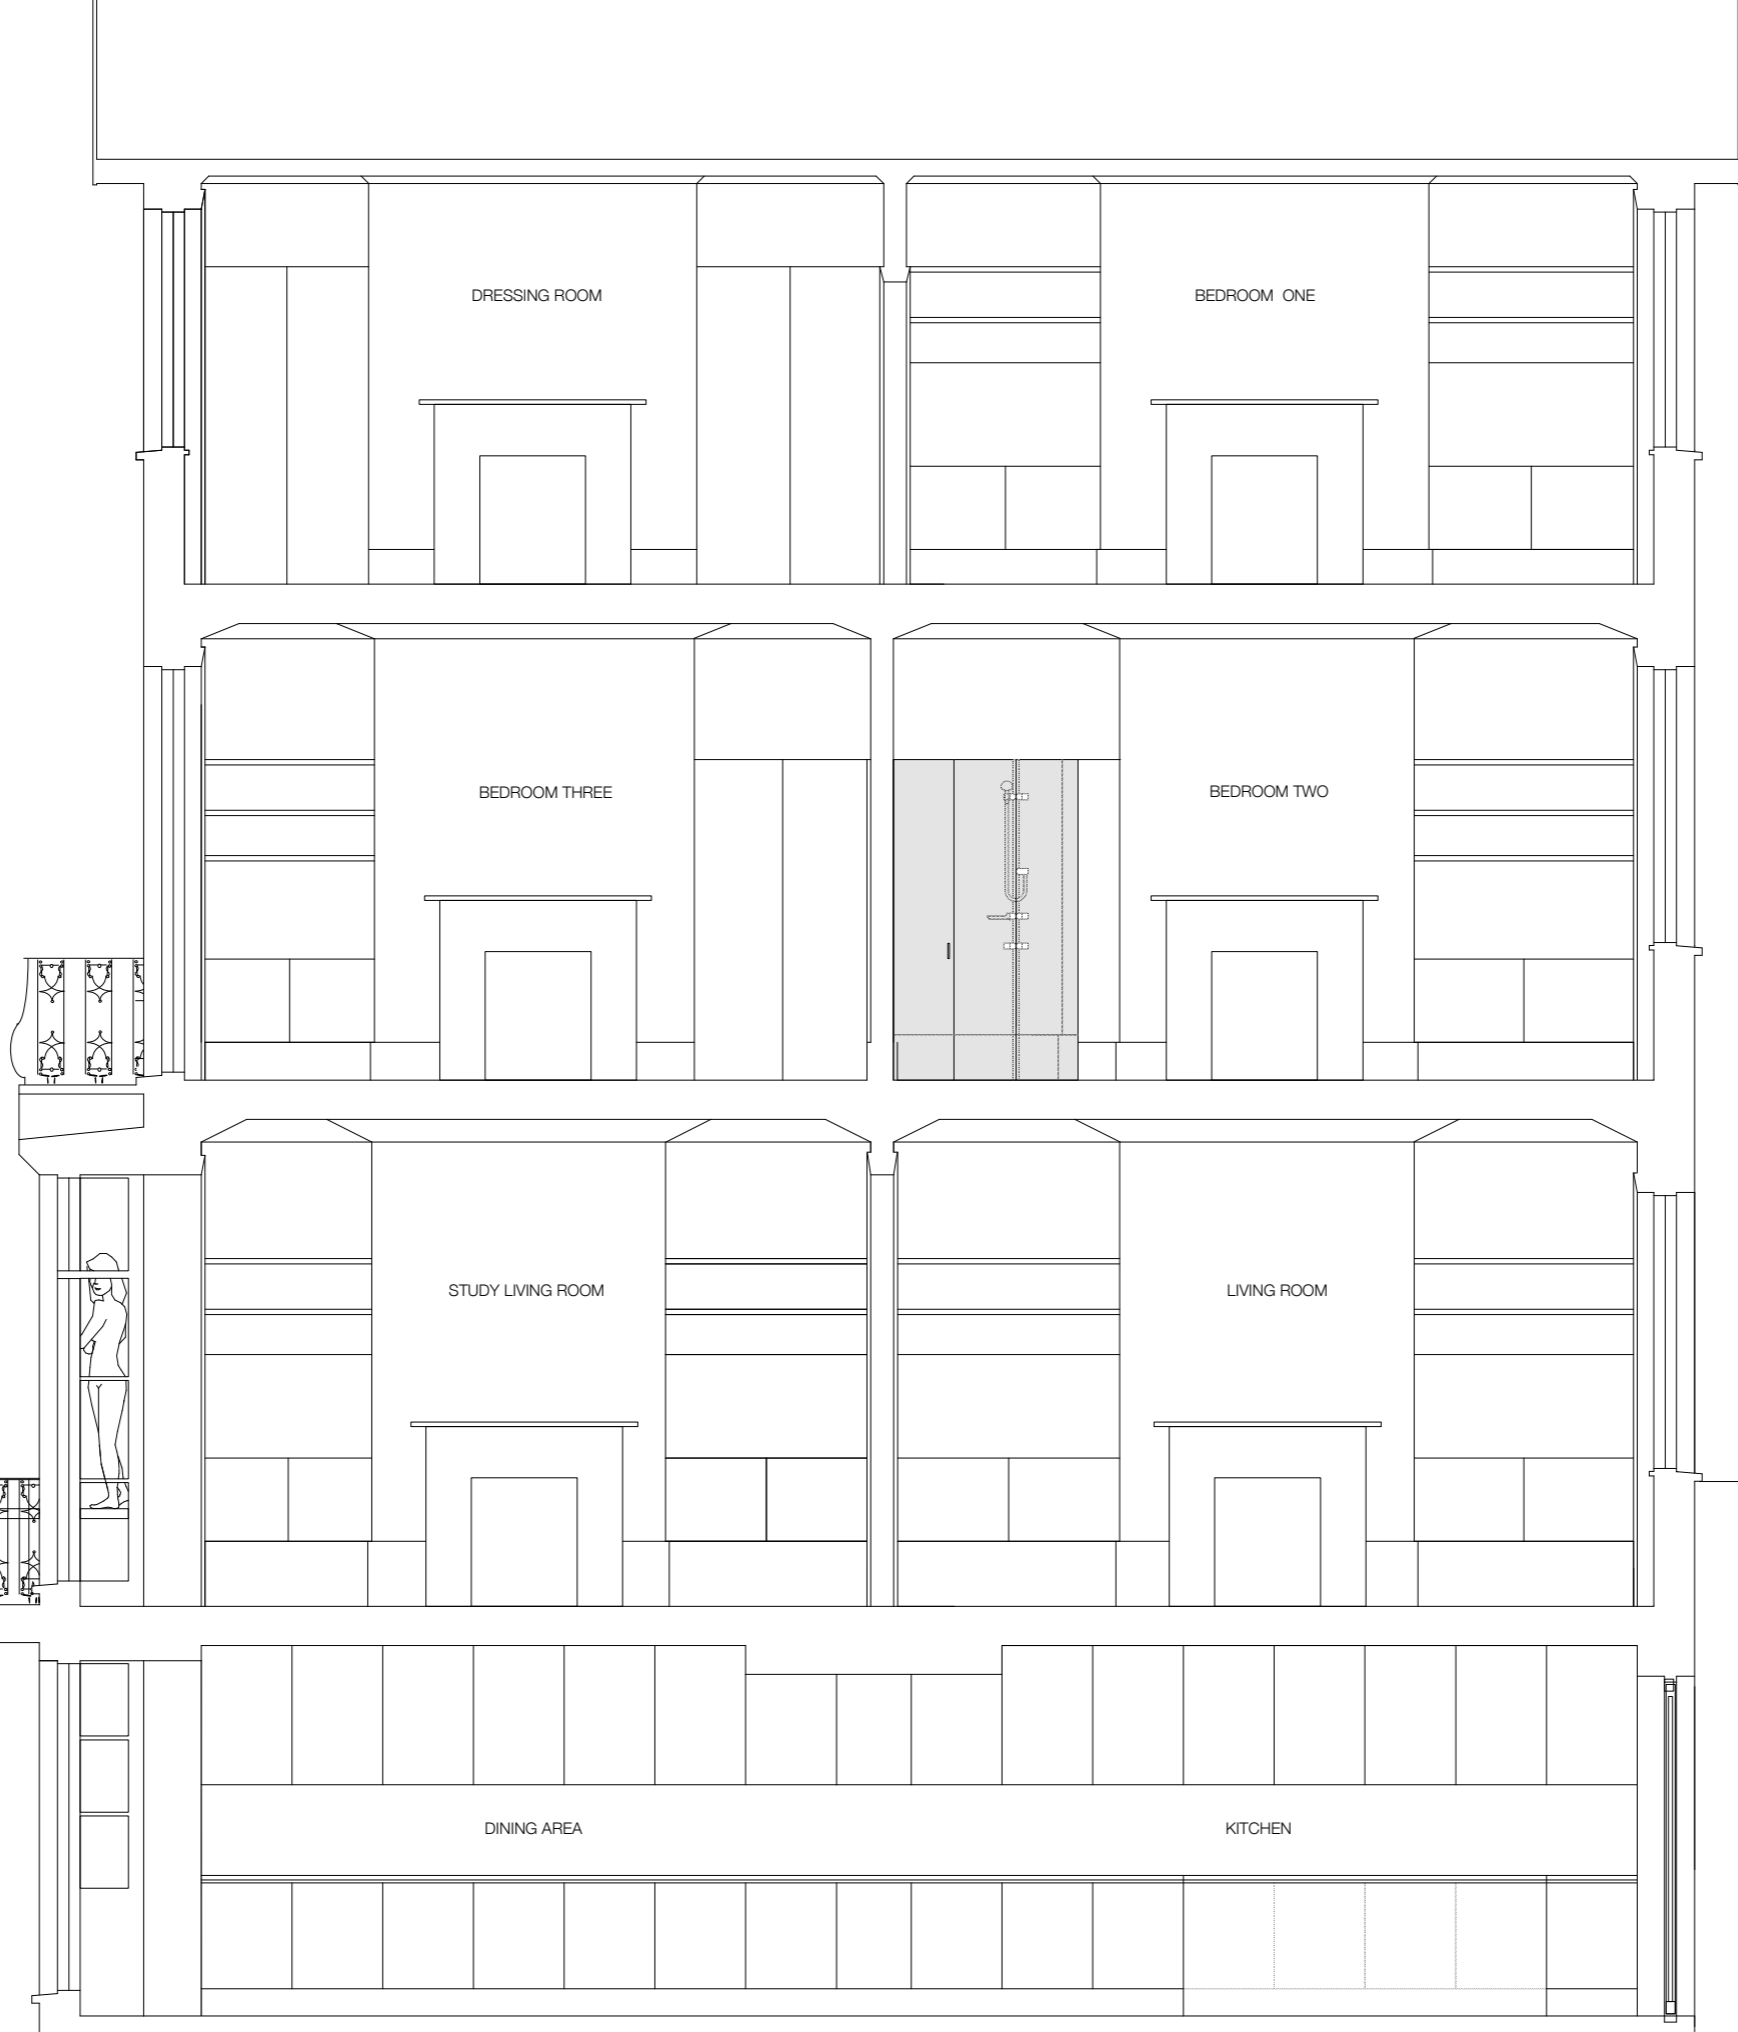 DRESSING ROOM
BEDROOM ONE
BEDROOM THREE
BEDROOM TWO
STUDY LIVING ROOM
LIVING ROOM
DINING AREA
KITCHEN